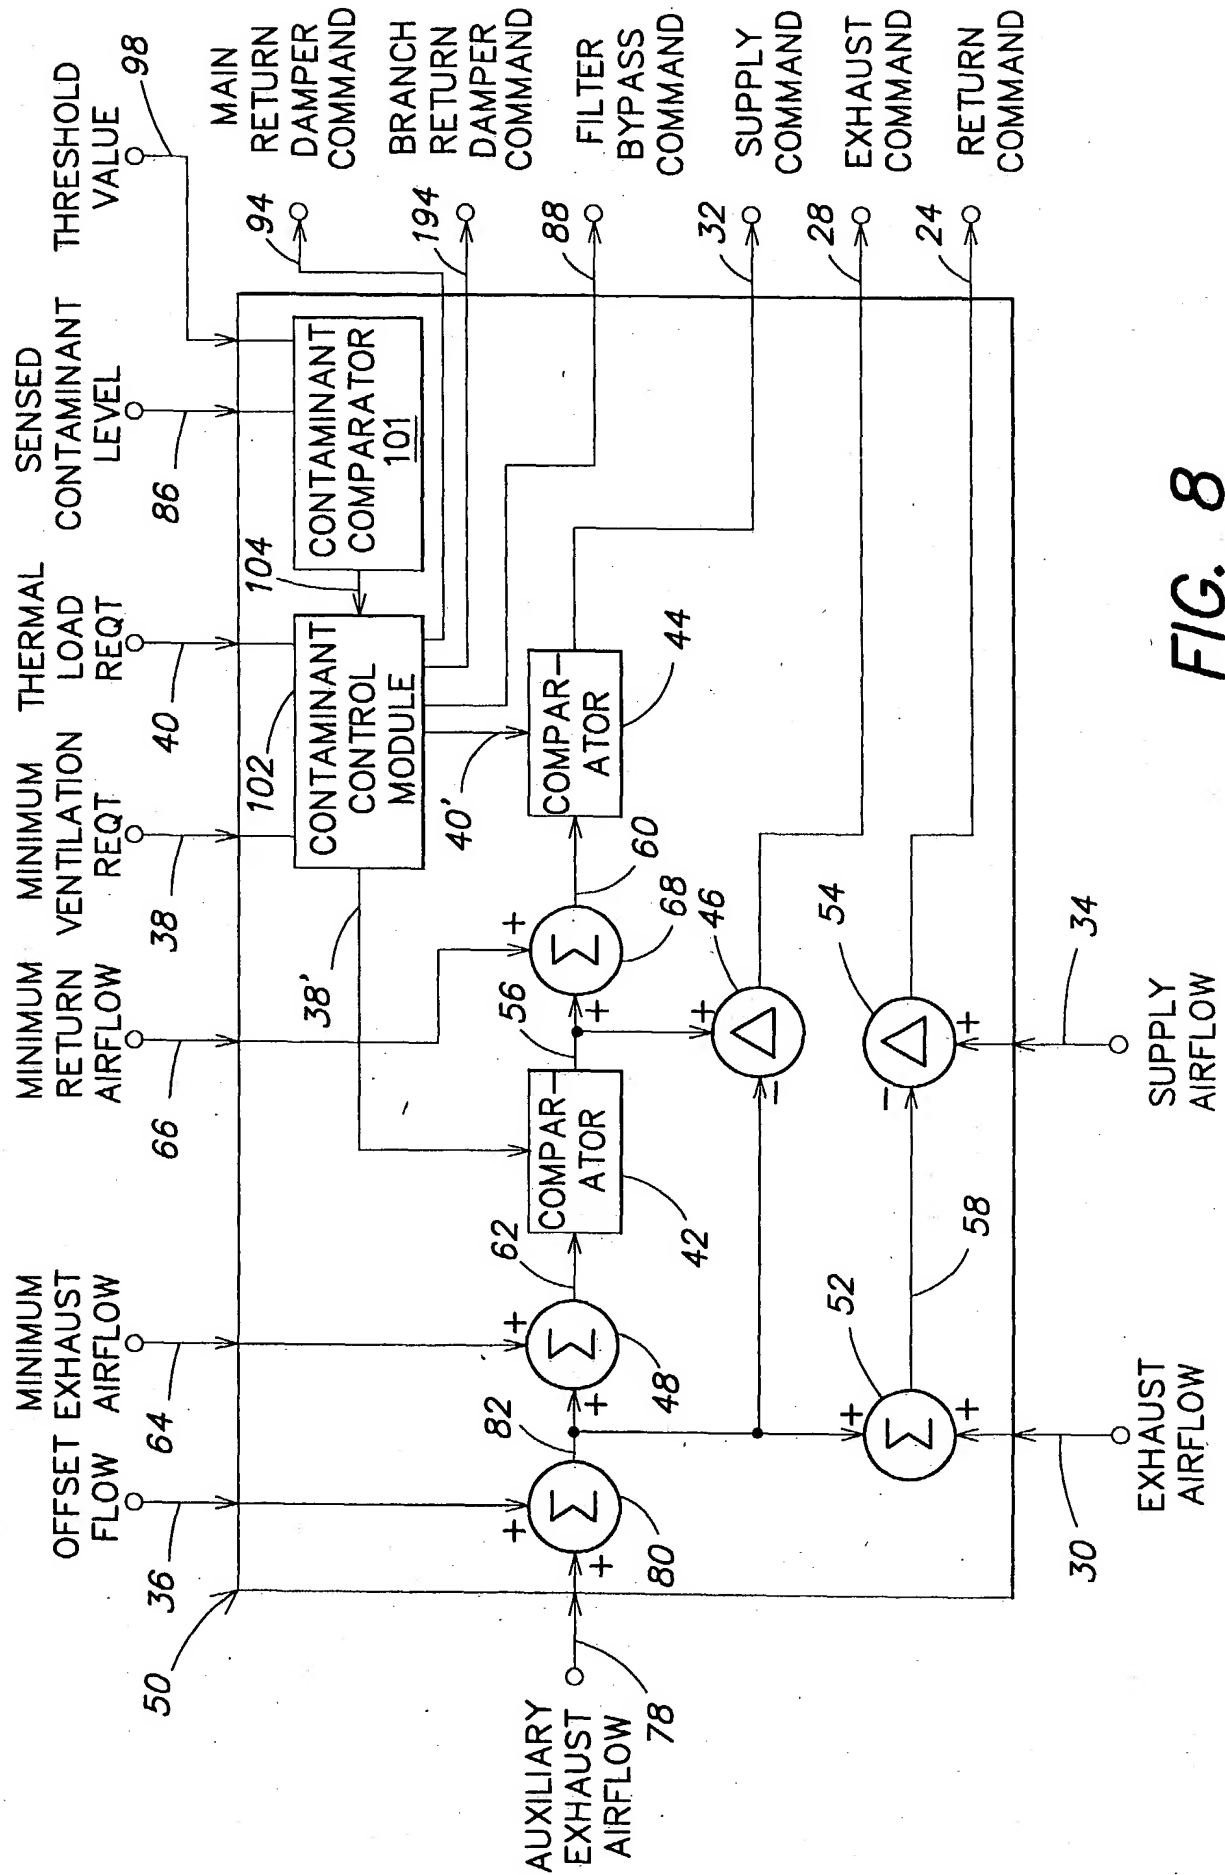 OFFSET
FLOW
MINIMUM
EXHAUST
AIRFLOW
MINIMUM
RETURN
AIRFLOW
MINIMUM
VENTILATION
REQT
THERMAL
LOAD
REQT
SENSED
CONTAMINANT
LEVEL
THRESHOLD
VALUE
50
36
64
66
38
40
86
98
MAIN
RETURN
DAMPER
COMMAND
94
BRANCH
RETURN
DAMPER
COMMAND
194
FILTER
BYPASS
COMMAND
88
SUPPLY
COMMAND
32
EXHAUST
COMMAND
28
RETURN
COMMAND
24
102
CONTAMINANT
CONTROL
MODULE
104
CONTAMINANT
COMPARATOR
101
38'
40'
AUXILIARY
EXHAUST
AIRFLOW
78
+
+
Σ
80
82
+
+
Σ
48
62
COMPAR-
ATOR
42
56
+
+
Σ
68
60
COMPAR-
ATOR
44
+
-
Δ
46
+
+
Σ
52
58
-
+
Δ
54
30
EXHAUST
AIRFLOW
34
SUPPLY
AIRFLOW
FIG. 8